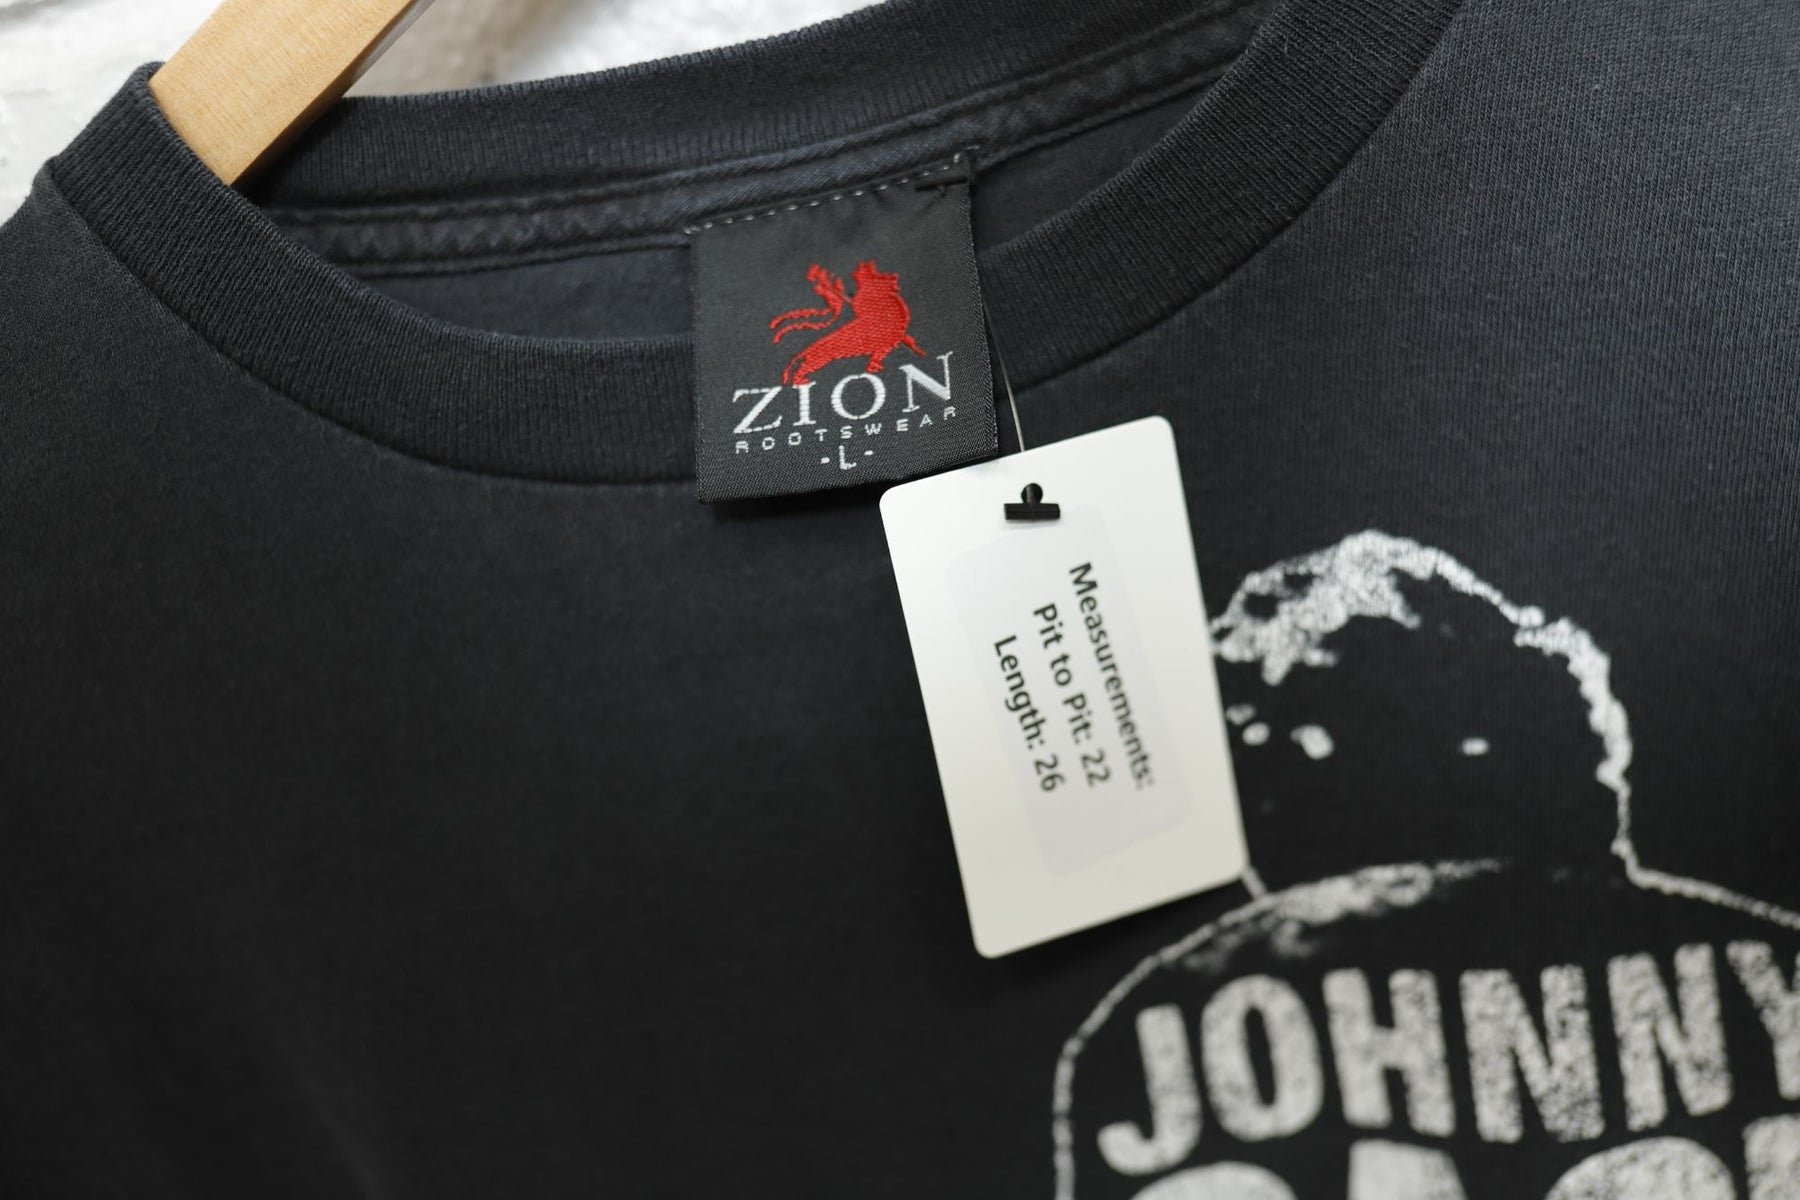 ZION
ROOTSWEAR
-L-
Measurements:
Pit to Pit: 22
Length: 26
JOHNNY